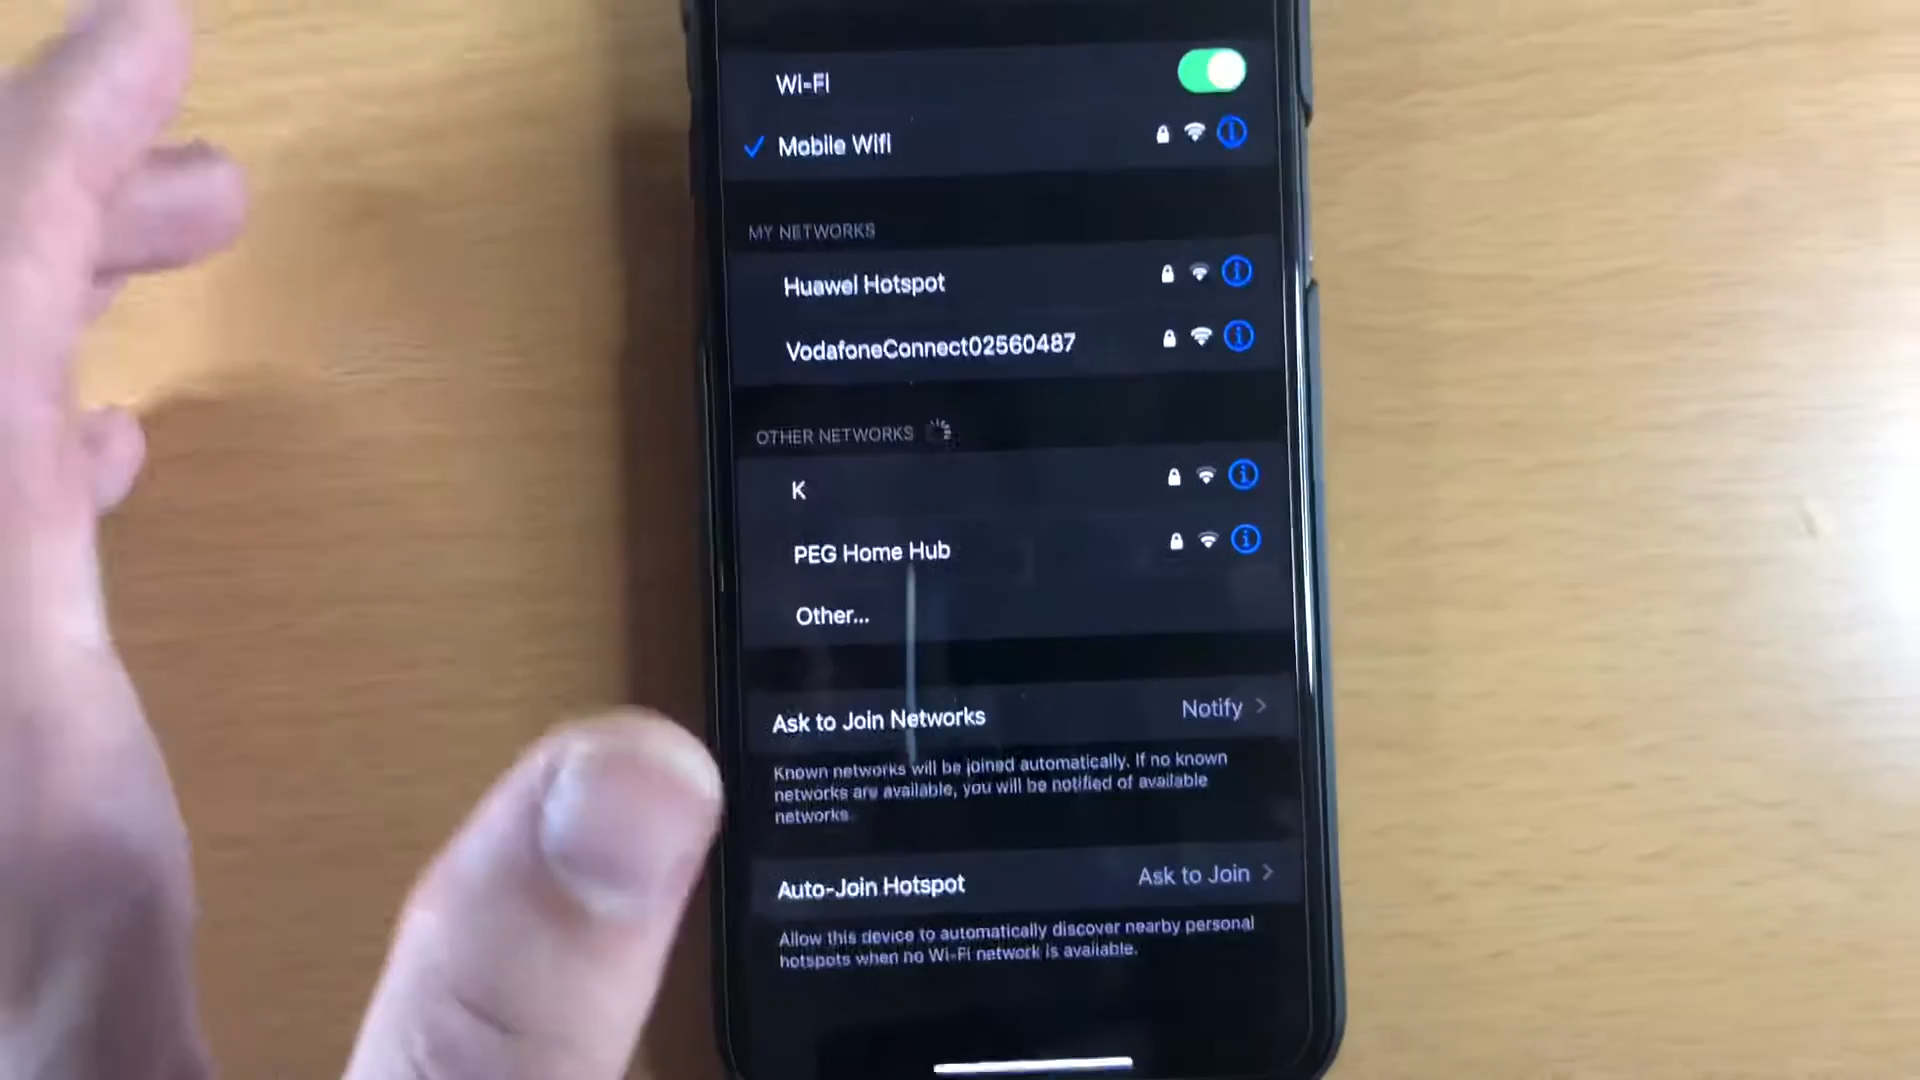 Wi-Fi
Mobile Wifi
MY NETWORKS
Huawei Hotspot
VodafoneConnect02560487
OTHER NETWORKS
K
PEG Home Hub
Other...
Ask to Join Networks Notify
Known networks will be joined automatically. If no known
networks are available, you will be notified of available
networks.
Auto-Join Hotspot Ask to Join
Allow this device to automatically discover nearby personal
hotspots when no Wi-Fi network is available.